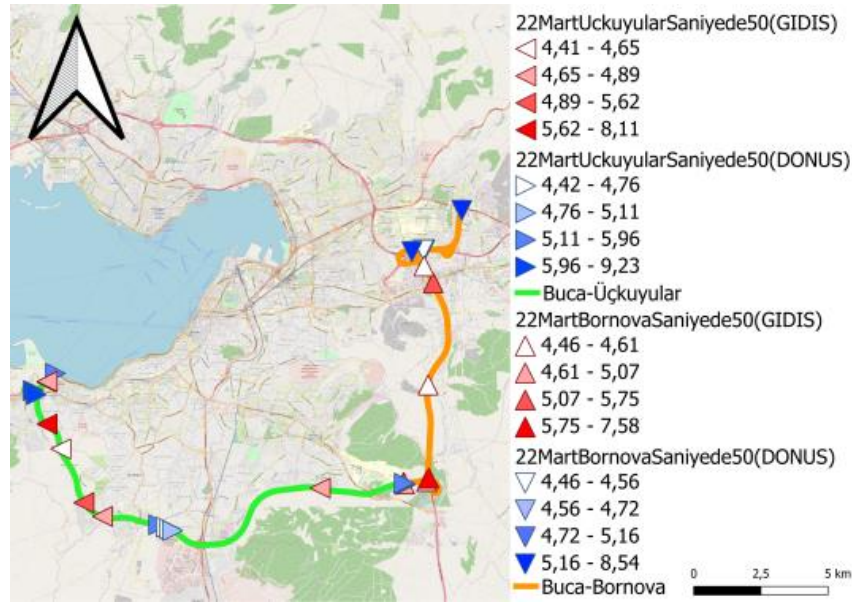 22MartUckuyularSaniyede50(GIDIS)
4,41 - 4,65
4,65 - 4,89
4,89 - 5,62
5,62 - 8,11
22MartUckuyularSaniyede50(DONUS)
4,42 - 4,76
4,76 - 5,11
5,11 - 5,96
5,96 - 9,23
Buca-Üçkuyular
22MartBornovaSaniyede50(GIDIS)
4,46 - 4,61
4,61 - 5,07
5,07 - 5,75
5,75 - 7,58
22MartBornovaSaniyede50(DONUS)
4,46 - 4,56
4,56 - 4,72
4,72 - 5,16
5,16 - 8,54
Buca-Bornova
0 2,5 5 km